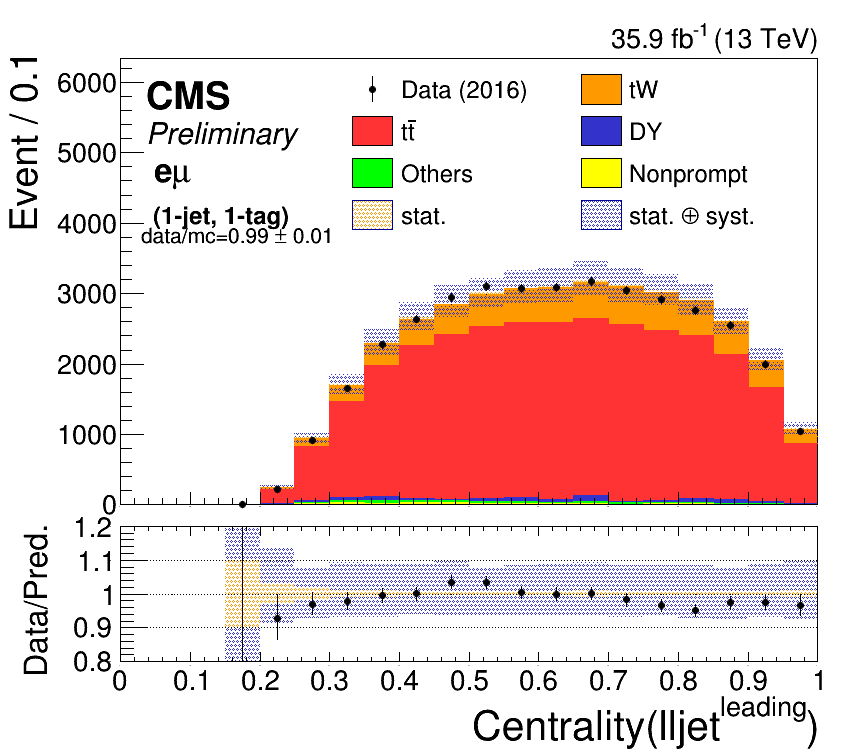 35.9 fb⁻¹ (13 TeV)
Event / 0.1
6000
5000
4000
3000
2000
1000
0
CMS
Preliminary
eμ
(1-jet, 1-tag)
data/mc=0.99 ± 0.01
Data (2016)
tW
tt̄
DY
Others
Nonprompt
stat.
stat. ⊕ syst.
Data/Pred.
1.2
1.1
1
0.9
0.8
0 0.1 0.2 0.3 0.4 0.5 0.6 0.7 0.8 0.9 1
Centrality(lljet^leading)